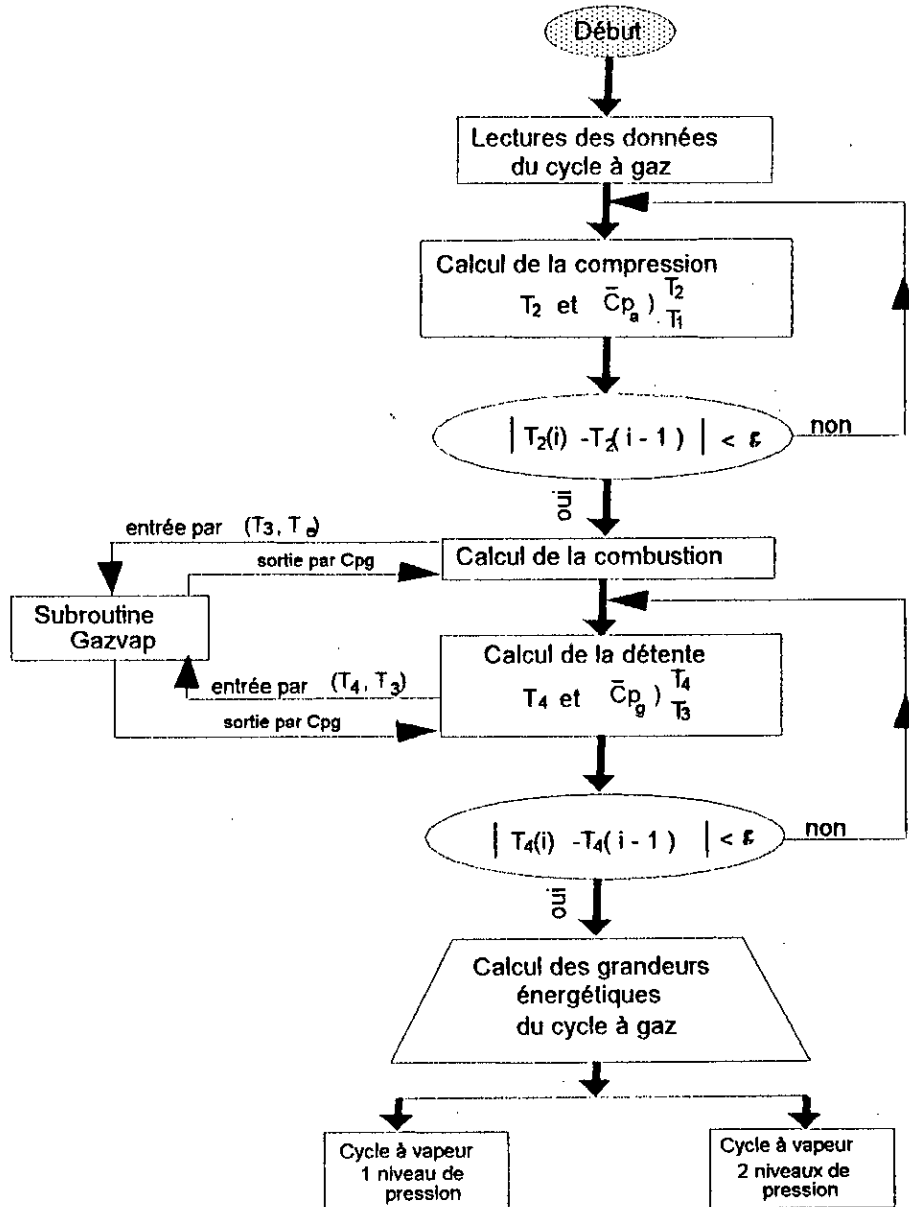 Début
Lectures des données
du cycle à gaz
Calcul de la compression
T2 et C̄pa ) T2
T1
| T2(i) -T2( i - 1 ) | < ε
non
oui
entrée par (T3, Te)
sortie par Cpg
Calcul de la combustion
Subroutine
Gazvap
Calcul de la détente
entrée par (T4, T3)
T4 et C̄pg ) T4
T3
sortie par Cpg
| T4(i) -T4( i - 1 ) | < ε
non
oui
Calcul des grandeurs
énergétiques
du cycle à gaz
Cycle à vapeur
1 niveau de
pression
Cycle à vapeur
2 niveaux de
pression